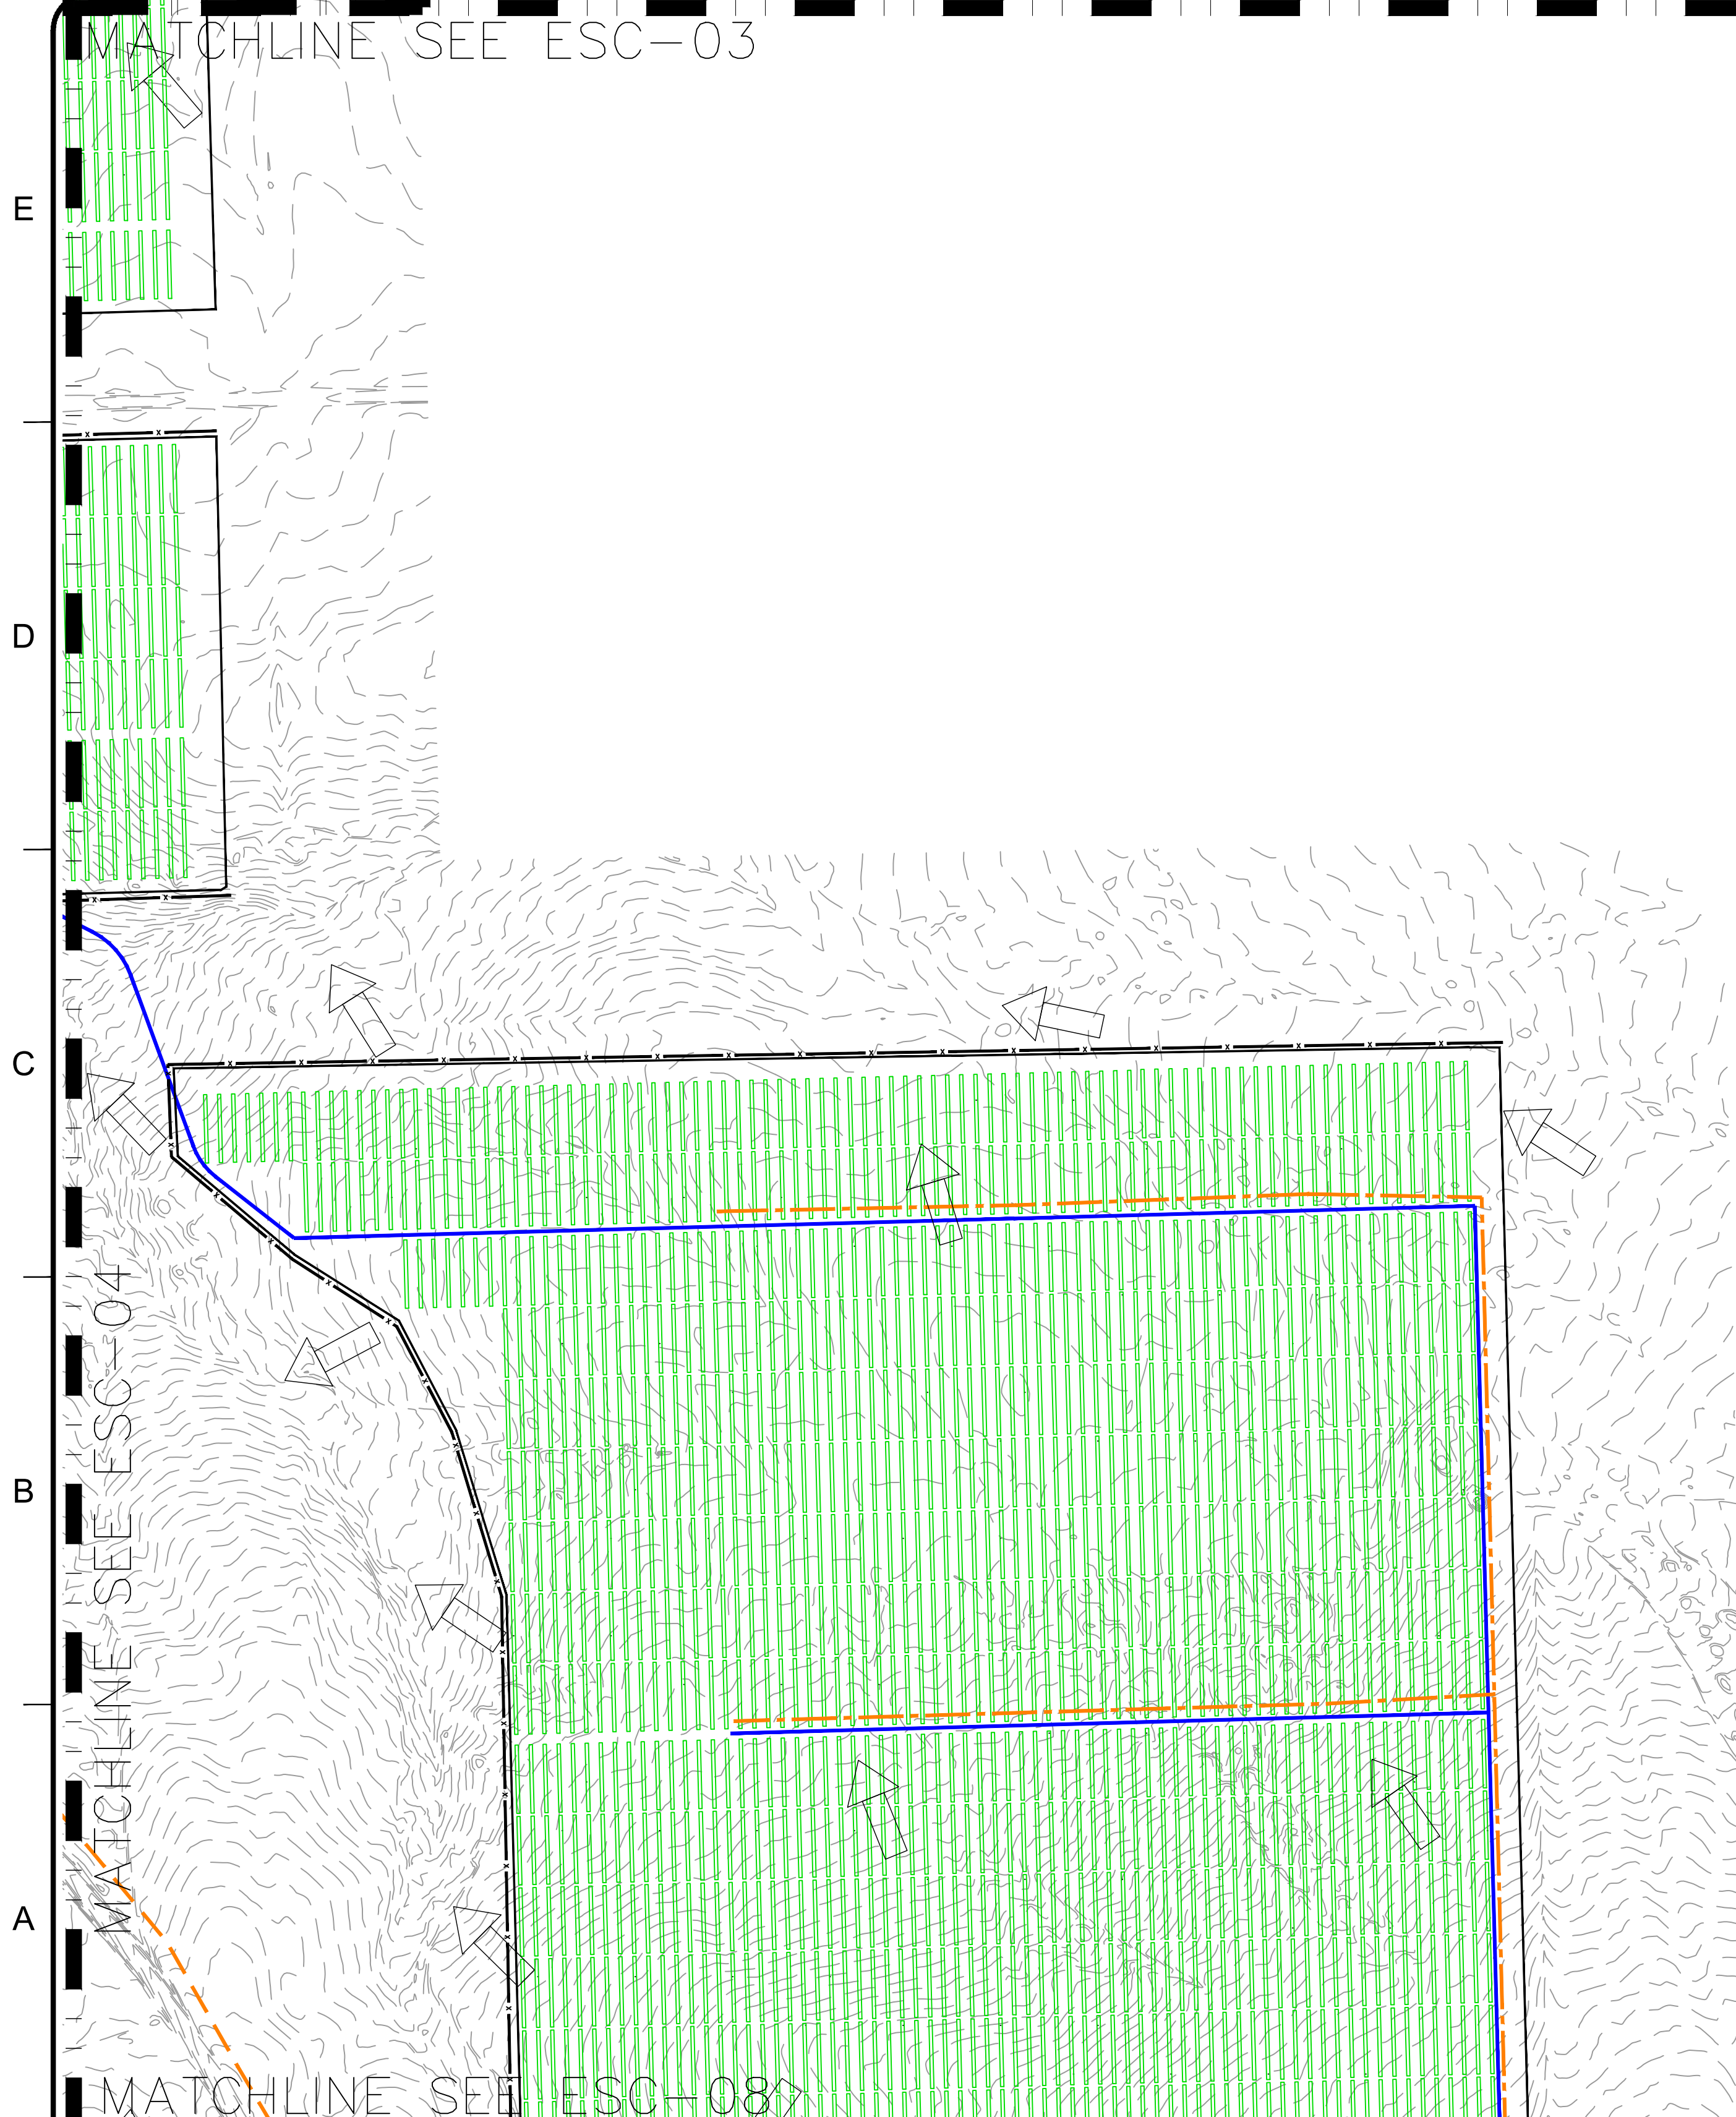 MATCHLINE SEE ESC-03
E
D
C
B
A
MATCHLINE SEE ESC-04
MATCHLINE SEE ESC-08